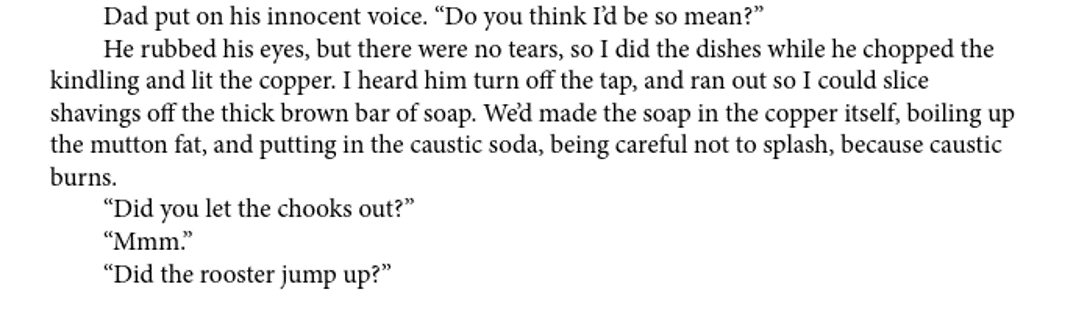 Dad put on his innocent voice. “Do you think I’d be so mean?”
He rubbed his eyes, but there were no tears, so I did the dishes while he chopped the
kindling and lit the copper. I heard him turn off the tap, and ran out so I could slice
shavings off the thick brown bar of soap. We’d made the soap in the copper itself, boiling up
the mutton fat, and putting in the caustic soda, being careful not to splash, because caustic
burns.
“Did you let the chooks out?”
“Mmm.”
“Did the rooster jump up?”